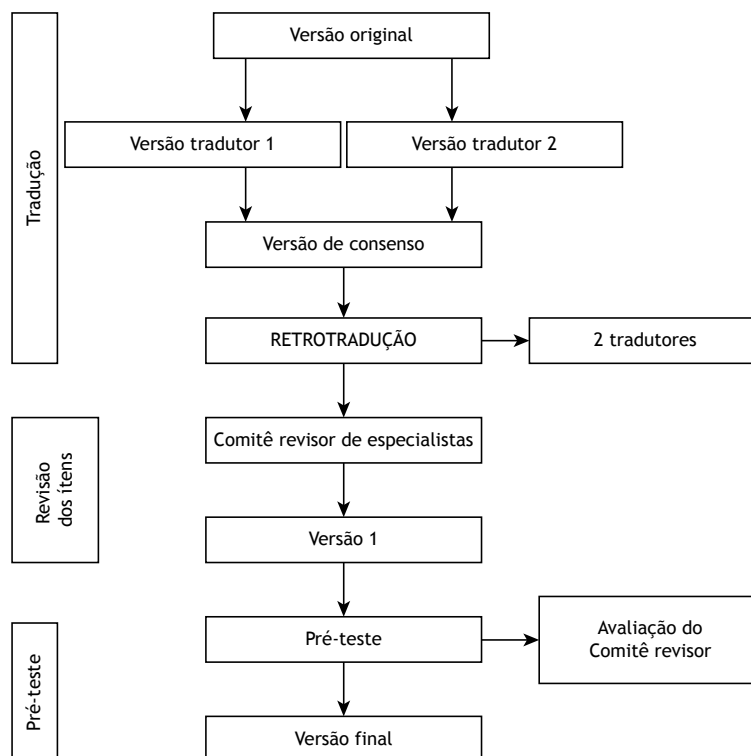 Tradução
Versão original
Versão tradutor 1
Versão tradutor 2
Versão de consenso
RETROTRADUÇÃO
2 tradutores
Revisão
dos ítens
Comitê revisor de especialistas
Versão 1
Pré-teste
Pré-teste
Avaliação do
Comitê revisor
Versão final